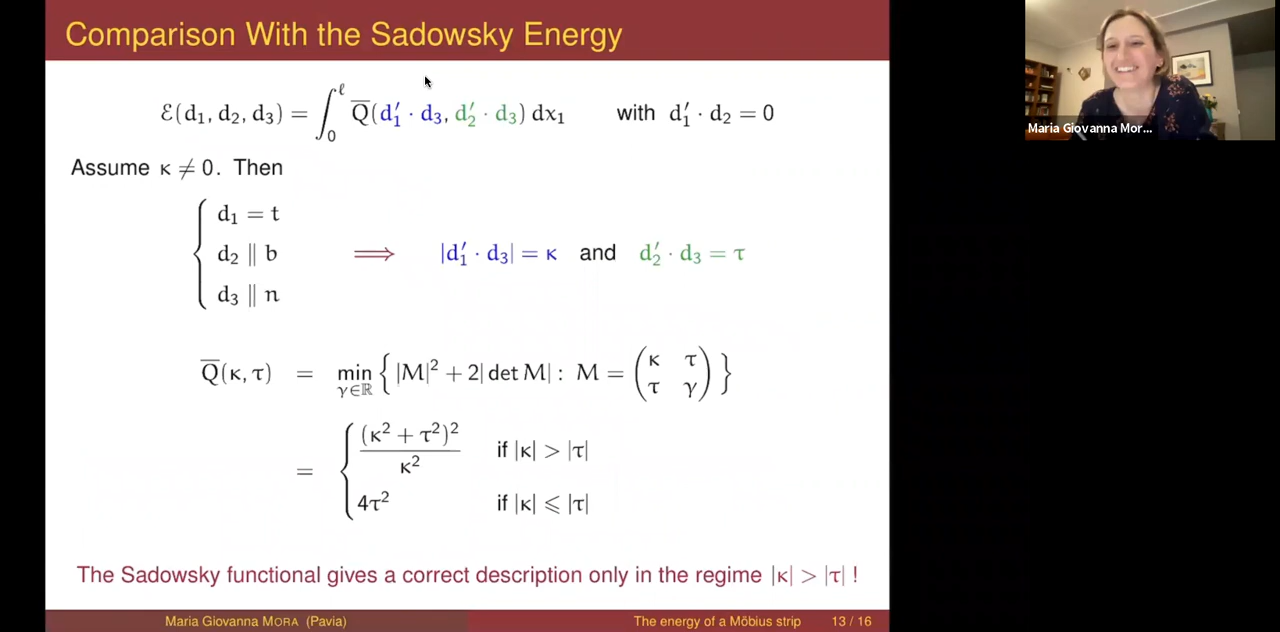 Comparison With the Sadowsky Energy
ℰ(d₁, d₂, d₃) = ∫₀^ℓ Q̅(d₁′ · d₃, d₂′ · d₃) dx₁ with d₁′ · d₂ = 0
Assume κ ≠ 0. Then
{ d₁ = t
d₂ ∥ b ⟹ |d₁′ · d₃| = κ and d₂′ · d₃ = τ
d₃ ∥ n
Q̅(κ, τ) = min_{γ∈ℝ} { |M|² + 2| det M| : M = ( κ τ ; τ γ ) }
= { (κ² + τ²)² / κ² if |κ| > |τ|
4τ² if |κ| ⩽ |τ|
The Sadowsky functional gives a correct description only in the regime |κ| > |τ| !
Maria Giovanna MORA (Pavia) The energy of a Möbius strip 13 / 16
Maria Giovanna Mor...